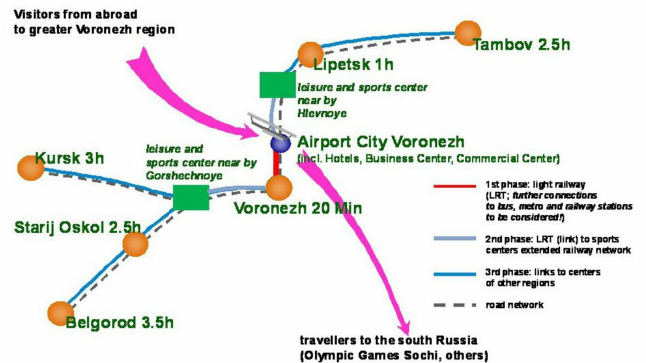 Visitors from abroad
to greater Voronezh region
Tambov 2.5h
Lipetsk 1h
leisure and sports center
near by
Hlevnoye
Airport City Voronezh
(incl. Hotels, Business Center, Commercial Center)
leisure and
sports center near by
Gorshechnoye
Kursk 3h
Voronezh 20 Min
Starij Oskol 2.5h
Belgorod 3.5h
1st phase: light railway
(LRT; further connections
to bus, metro and railway stations
to be considered!)
2nd phase: LRT (link) to sports
centers extended railway network
3rd phase: links to centers
of other regions
road network
travellers to the south Russia
(Olympic Games Sochi, others)